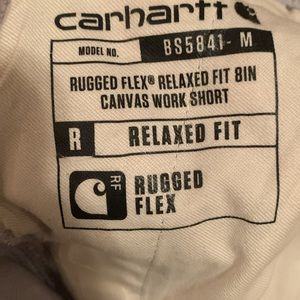 carhartt
MODEL NO. BS5841-M
RUGGED FLEX® RELAXED FIT 8IN
CANVAS WORK SHORT
R RELAXED FIT
RF RUGGED
FLEX